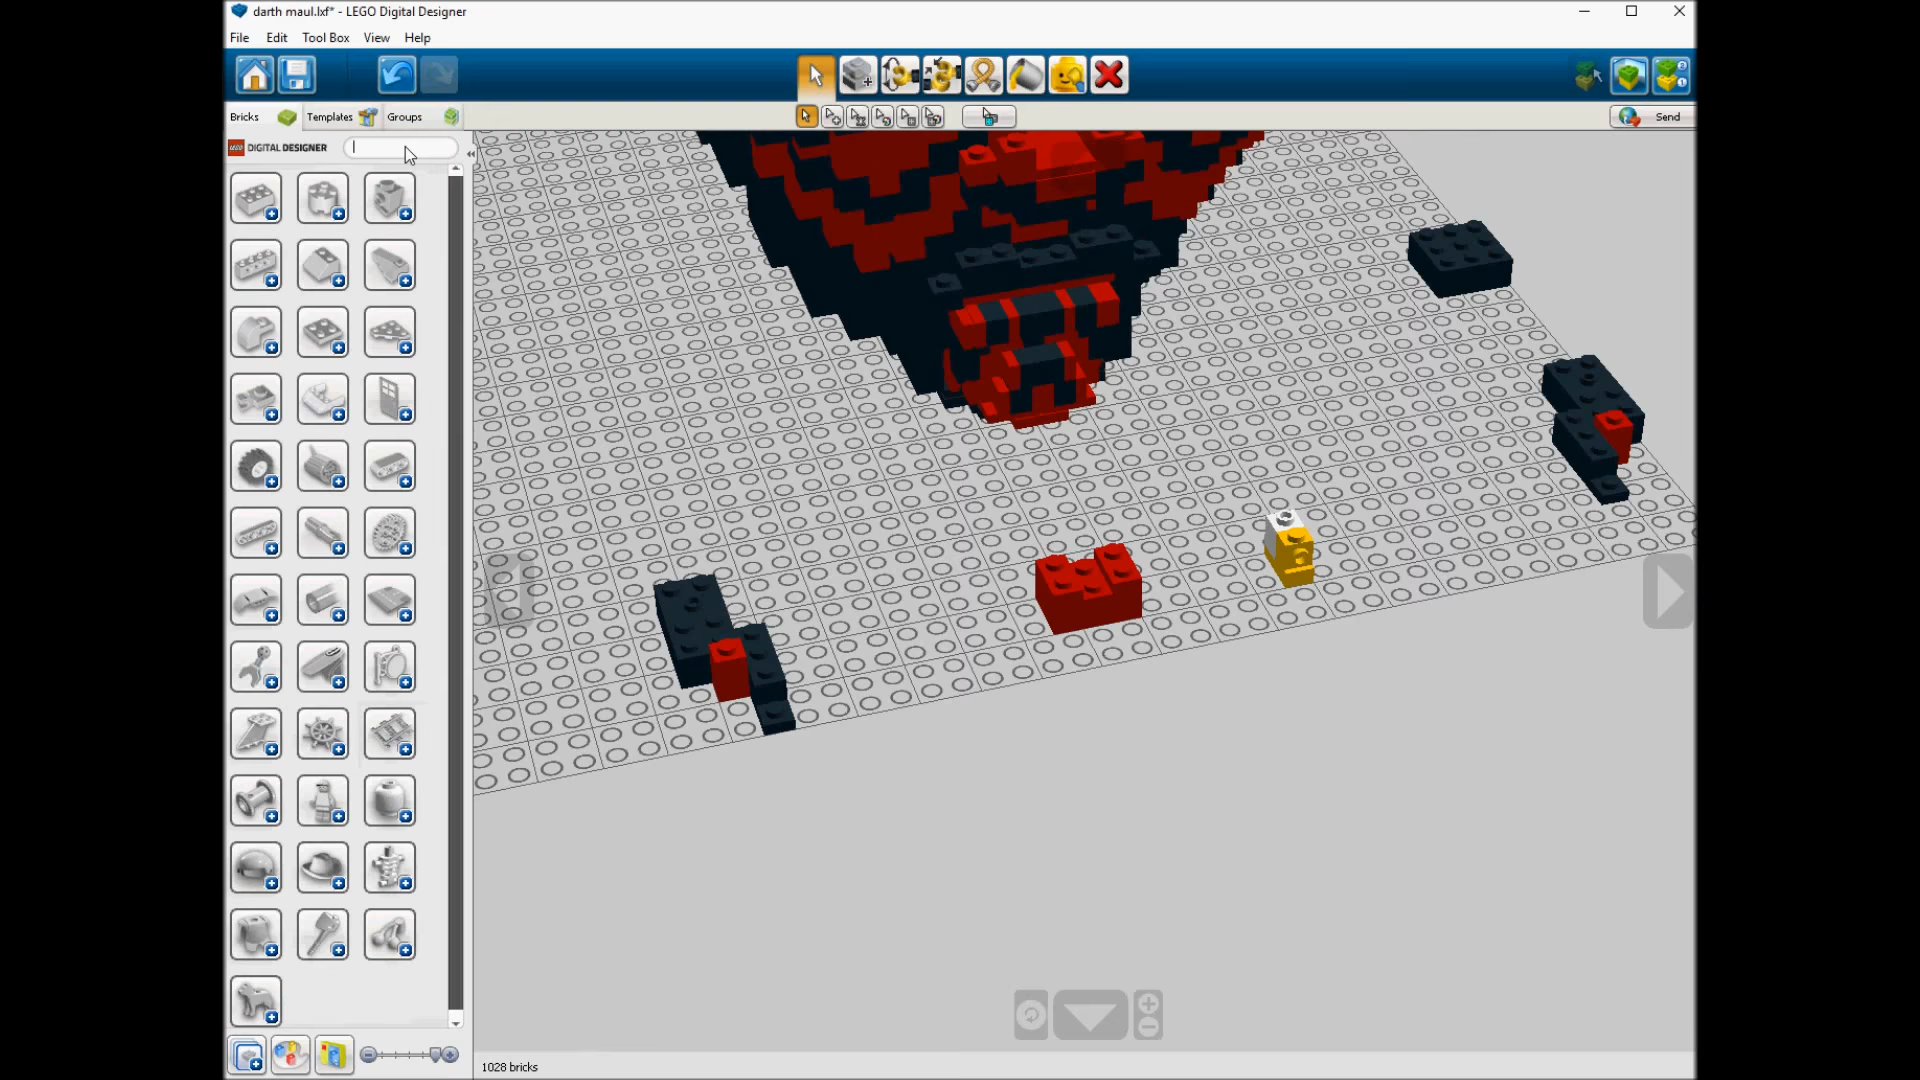 darth maul.lxf* - LEGO Digital Designer
File Edit Tool Box View Help
Bricks Templates Groups
Send
LEGO DIGITAL DESIGNER
1028 bricks